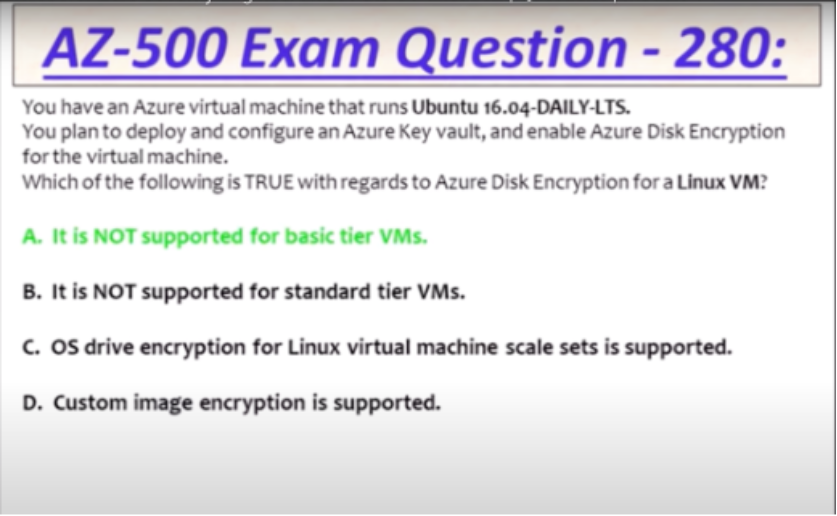 AZ-500 Exam Question - 280:
You have an Azure virtual machine that runs Ubuntu 16.04-DAILY-LTS.
You plan to deploy and configure an Azure Key vault, and enable Azure Disk Encryption
for the virtual machine.
Which of the following is TRUE with regards to Azure Disk Encryption for a Linux VM?
A. It is NOT supported for basic tier VMs.
B. It is NOT supported for standard tier VMs.
C. OS drive encryption for Linux virtual machine scale sets is supported.
D. Custom image encryption is supported.